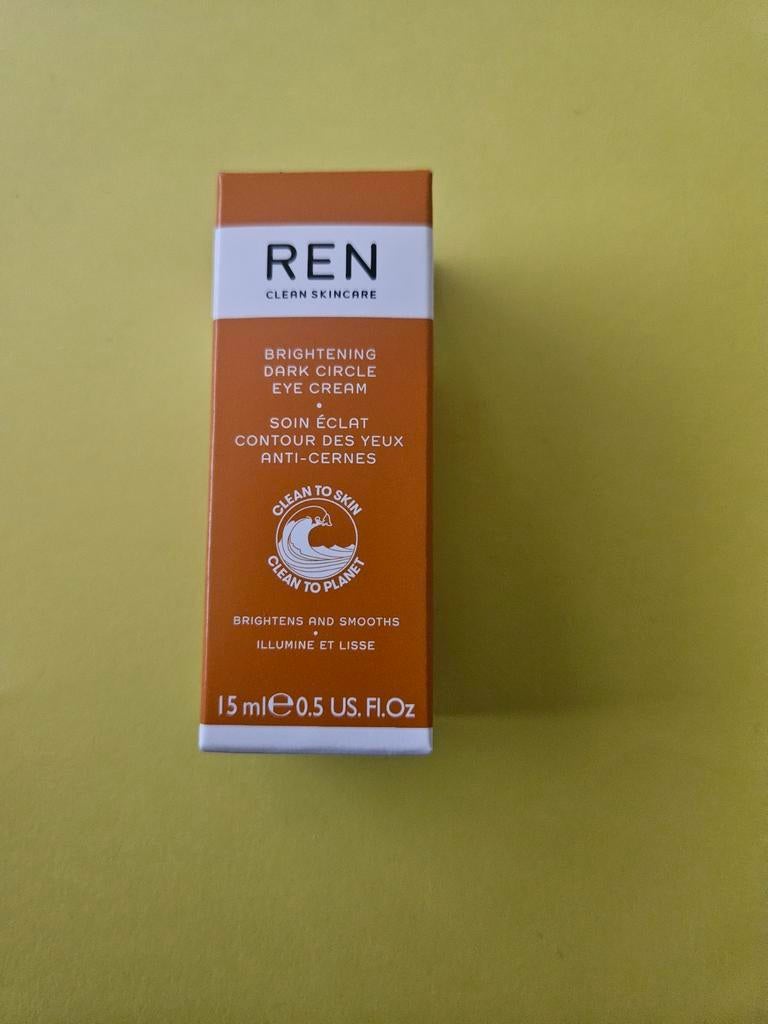 REN
CLEAN SKINCARE
BRIGHTENING
DARK CIRCLE
EYE CREAM
•
SOIN ÉCLAT
CONTOUR DES YEUX
ANTI-CERNES
CLEAN TO SKIN
CLEAN TO PLANET
BRIGHTENS AND SMOOTHS
•
ILLUMINE ET LISSE
15 ml ℮ 0.5 US. Fl.Oz